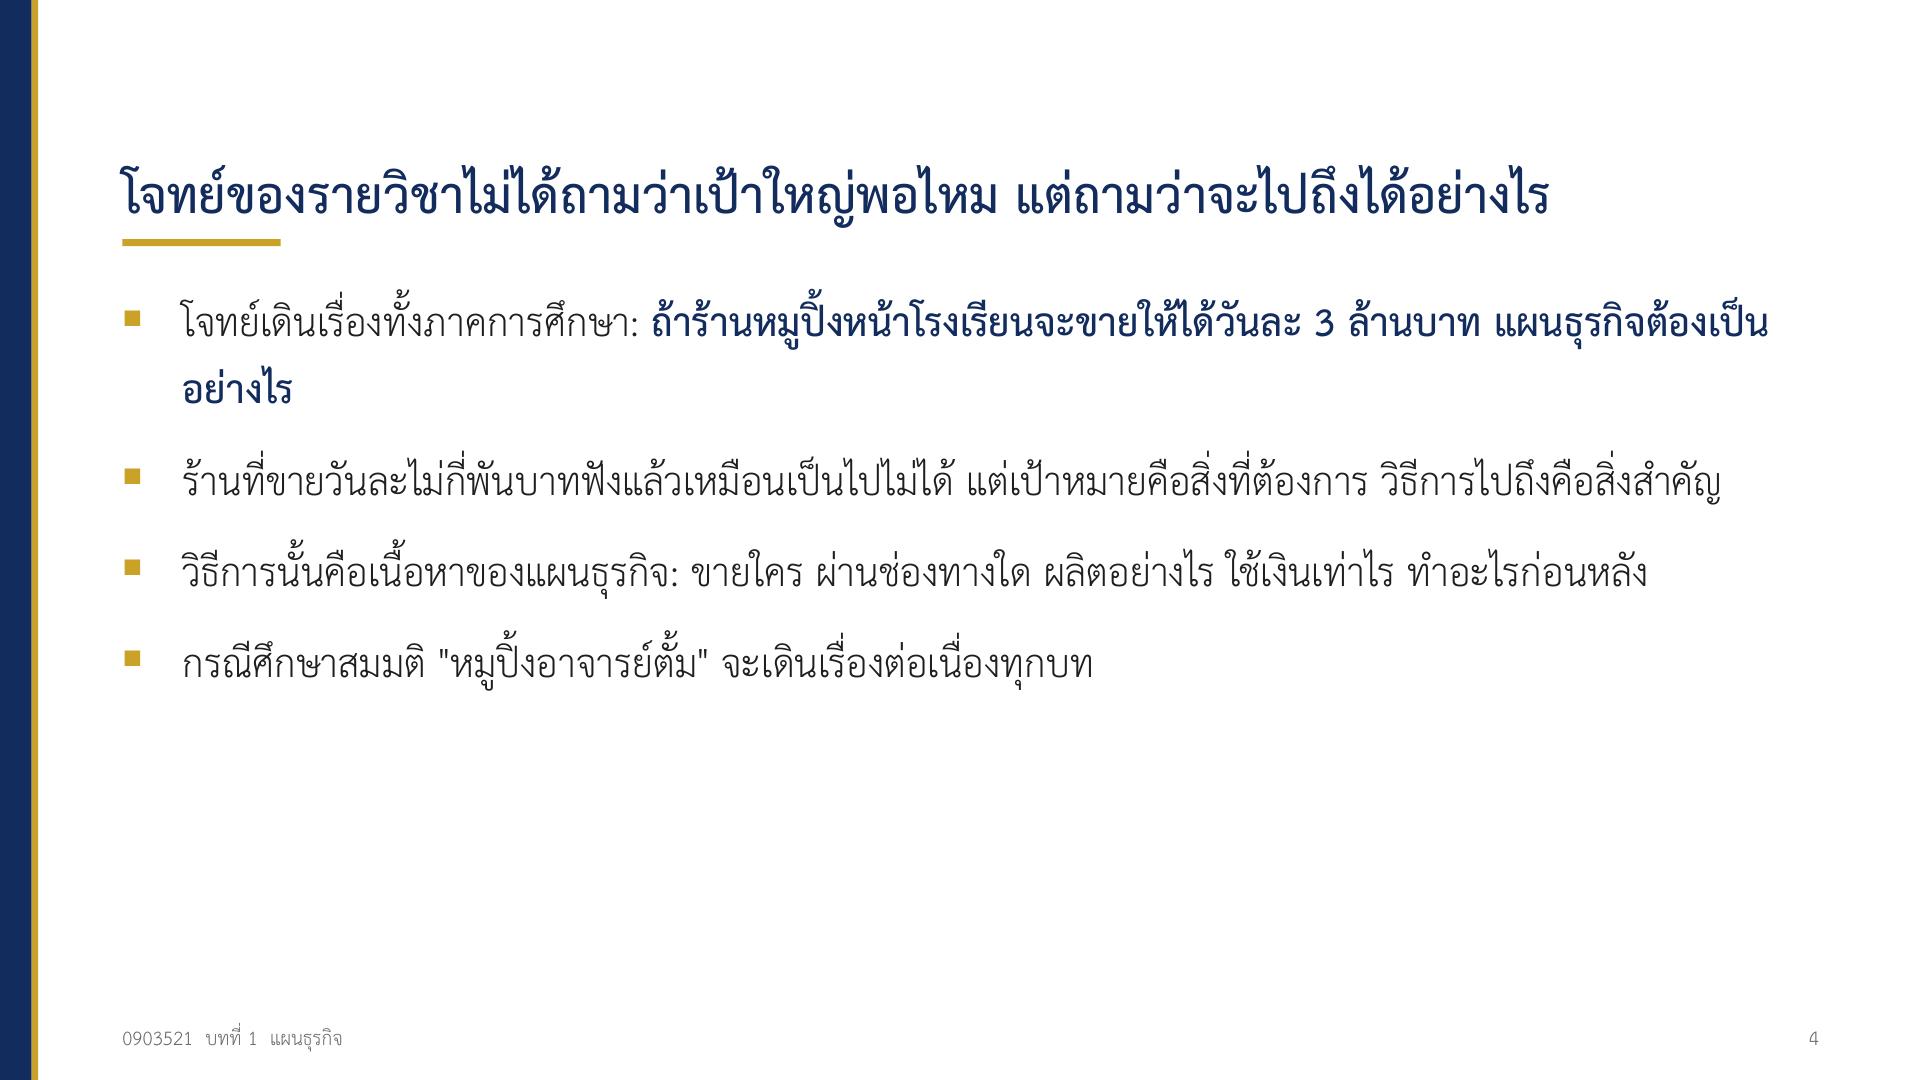 โจทย์ของรายวิชาไม่ได้ถามว่าเป้าใหญ่พอไหม แต่ถามว่าจะไปถึงได้อย่างไร
โจทย์เดินเรื่องทั้งภาคการศึกษา: ถ้าร้านหมูปิ้งหน้าโรงเรียนจะขายให้ได้วันละ 3 ล้านบาท แผนธุรกิจต้องเป็น
อย่างไร
ร้านที่ขายวันละไม่กี่พันบาทฟังแล้วเหมือนเป็นไปไม่ได้ แต่เป้าหมายคือสิ่งที่ต้องการ วิธีการไปถึงคือสิ่งสำคัญ
วิธีการนั้นคือเนื้อหาของแผนธุรกิจ: ขายใคร ผ่านช่องทางใด ผลิตอย่างไร ใช้เงินเท่าไร ทำอะไรก่อนหลัง
กรณีศึกษาสมมติ "หมูปิ้งอาจารย์ตั้ม" จะเดินเรื่องต่อเนื่องทุกบท
0903521 บทที่ 1 แผนธุรกิจ
4